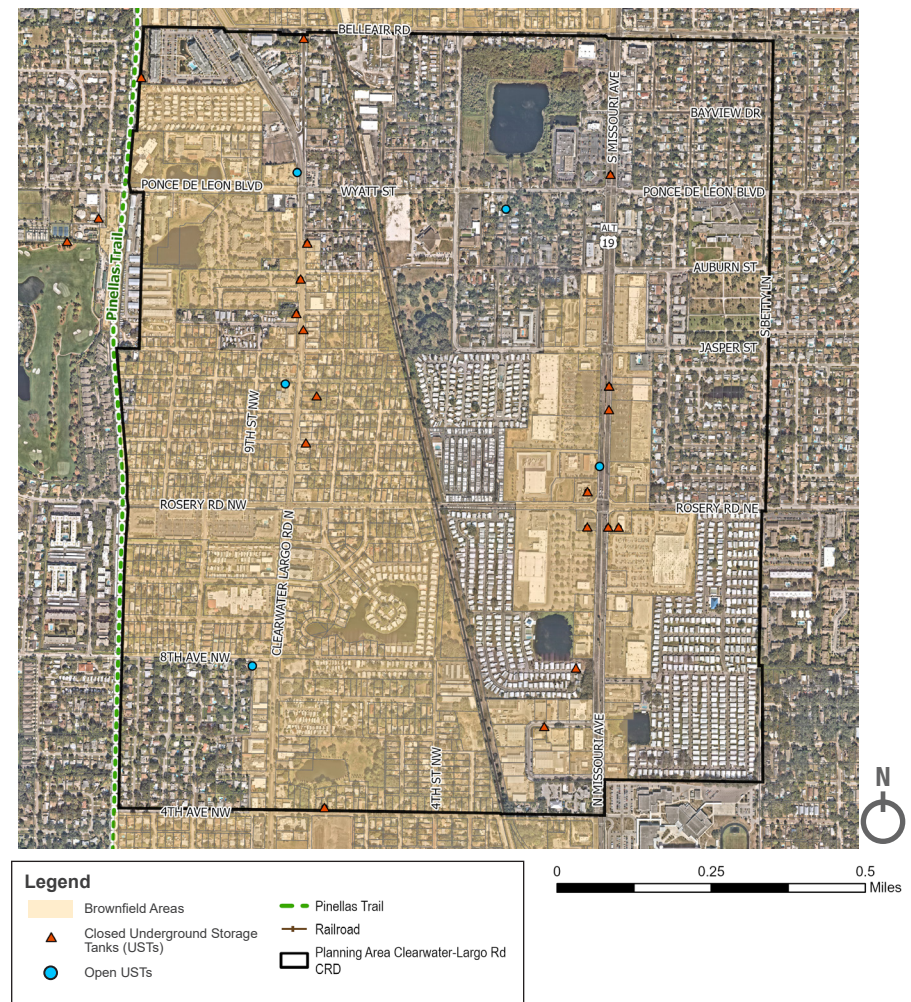 BELLEAIR RD
S MISSOURI AVE
BAYVIEW DR
PONCE DE LEON BLVD
WYATT ST
PONCE DE LEON BLVD
ALT
19
Pinellas Trail
AUBURN ST
S BETTY LN
JASPER ST
9TH ST NW
ROSERY RD NW
ROSERY RD NE
CLEARWATER LARGO RD N
8TH AVE NW
4TH ST NW
N MISSOURI AVE
4TH AVE NW
N
Legend
Brownfield Areas
Closed Underground Storage
Tanks (USTs)
Open USTs
Pinellas Trail
Railroad
Planning Area Clearwater-Largo Rd
CRD
0 0.25 0.5
Miles